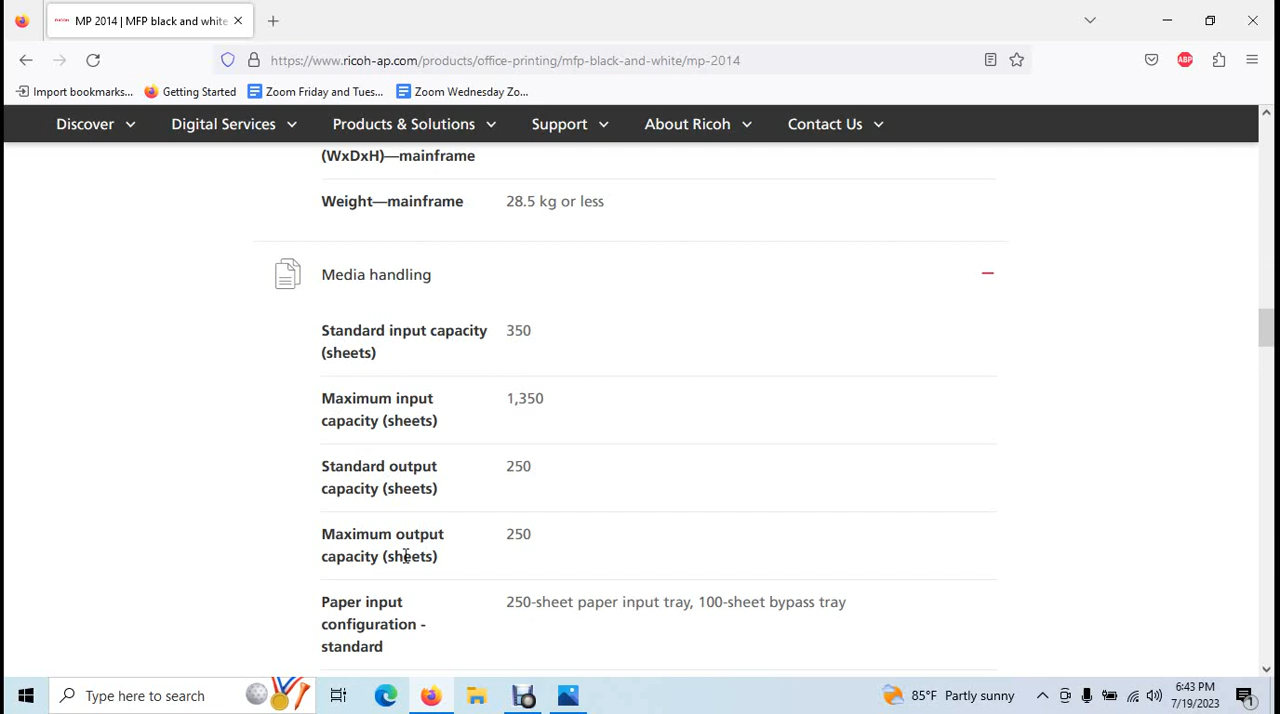 RICOH MP 2014 | MFP black and white
https://www.ricoh-ap.com/products/office-printing/mfp-black-and-white/mp-2014
ABP
Import bookmarks... Getting Started Zoom Friday and Tues... Zoom Wednesday Zo...
Discover Digital Services Products & Solutions Support About Ricoh Contact Us
(WxDxH)—mainframe
Weight—mainframe 28.5 kg or less
Media handling
Standard input capacity (sheets) 350
Maximum input capacity (sheets) 1,350
Standard output capacity (sheets) 250
Maximum output capacity (sheets) 250
Paper input configuration - standard 250-sheet paper input tray, 100-sheet bypass tray
Type here to search
85°F Partly sunny
6:43 PM
7/19/2023
1